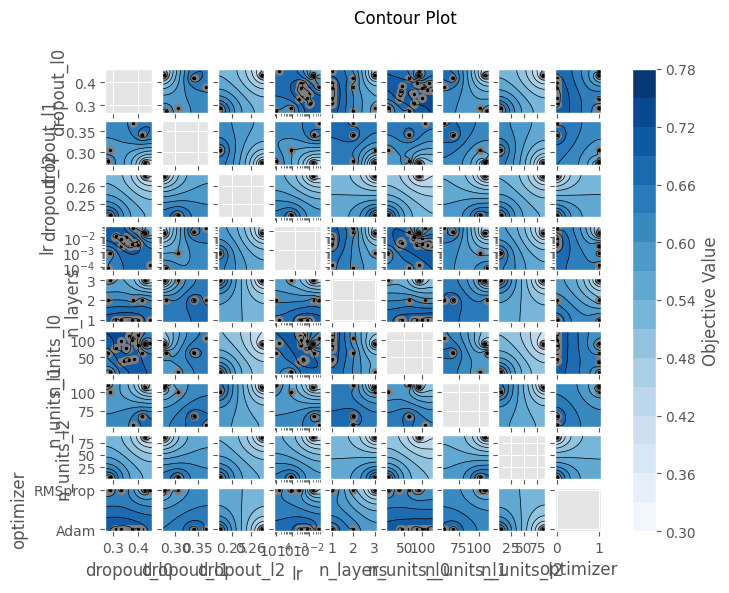 Contour Plot
dropout_l0
0.4
0.3
dropout_l1
0.35
0.30
dropout_l2
0.26
0.25
lr
10⁻²
10⁻³
10⁻⁴
n_layers
3
2
1
n_units_l0
100
50
n_units_l1
100
75
n_units_l2
75
50
25
optimizer
RMSprop
Adam
0.3 0.4 0.30 0.35 0.25 0.26 10⁻² 1 2 3 50 100 75 100 25 50 75 0 1
dropout_l0 dropout_l1 dropout_l2 lr n_layers n_units_l0 n_units_l1 n_units_l2 optimizer
0.78
0.72
0.66
0.60
0.54
0.48
0.42
0.36
0.30
Objective Value